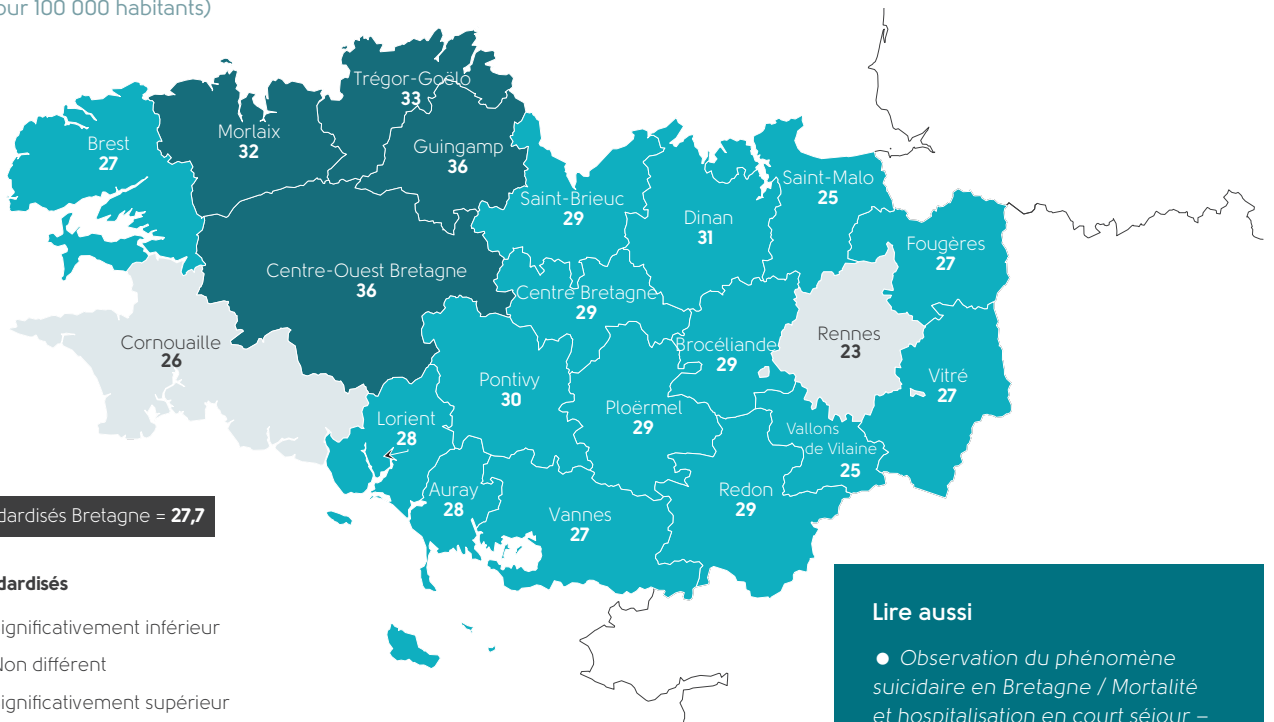 our 100 000 habitants)
Trégor-Goëlo
33
Morlaix
32
Brest
27
Guingamp
36
Saint-Malo
25
Saint-Brieuc
29
Dinan
31
Fougères
27
Centre-Ouest Bretagne
36
Centre Bretagne
29
Cornouaille
26
Rennes
23
Brocéliande
29
Vitré
27
Pontivy
30
Ploërmel
29
Lorient
28
Vallons
de Vilaine
25
Auray
28
Redon
29
Vannes
27
dardisés Bretagne = 27,7
dardisés
ignificativement inférieur
Non différent
ignificativement supérieur
Lire aussi
● Observation du phénomène
suicidaire en Bretagne / Mortalité
et hospitalisation en court séjour –